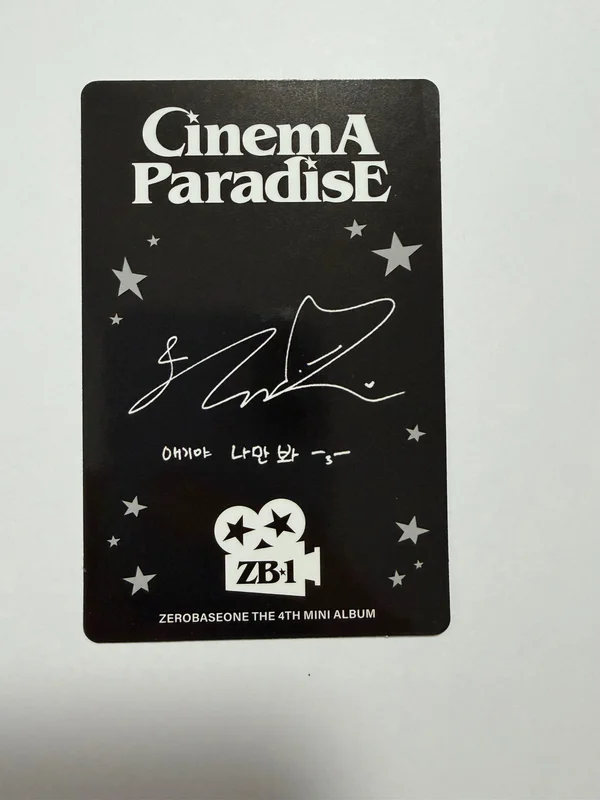 CinemA
ParadisE
애기야 나만 봐 -3-
ZB1
ZEROBASEONE THE 4TH MINI ALBUM